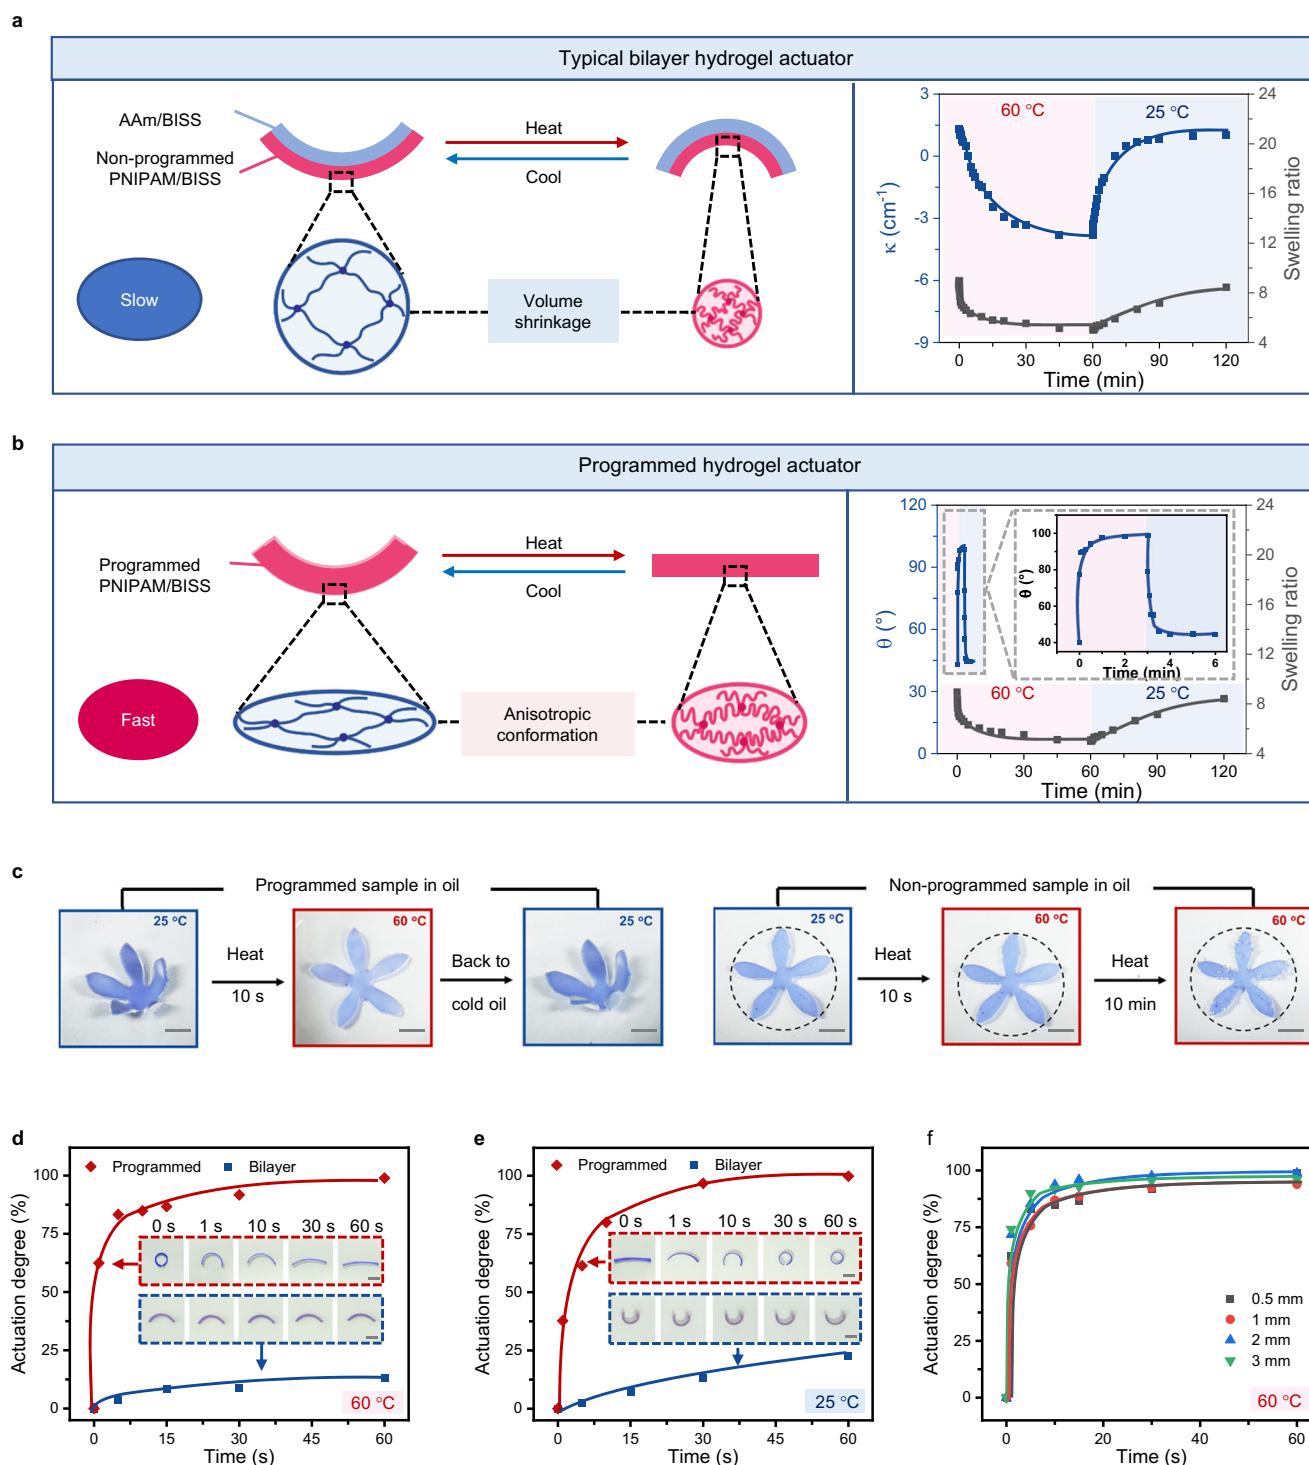 a
Typical bilayer hydrogel actuator
AAm/BISS
Non-programmed
PNIPAM/BISS
Heat
Cool
Slow
Volume
shrinkage
60 °C
25 °C
κ (cm⁻¹)
3
0
-3
-6
-9
Swelling ratio
24
20
16
12
8
4
0 30 60 90 120
Time (min)
b
Programmed hydrogel actuator
Programmed
PNIPAM/BISS
Heat
Cool
Fast
Anisotropic
conformation
θ (°)
120
90
60
30
0
Swelling ratio
24
20
16
12
8
4
θ (°)
100
80
60
40
0 2 4 6
Time (min)
60 °C
25 °C
0 30 60 90 120
Time (min)
c
Programmed sample in oil
25 °C
Heat
10 s
60 °C
Back to
cold oil
25 °C
Non-programmed sample in oil
25 °C
Heat
10 s
60 °C
Heat
10 min
60 °C
d
Programmed Bilayer
Actuation degree (%)
100
75
50
25
0
0 s 1 s 10 s 30 s 60 s
60 °C
0 15 30 45 60
Time (s)
e
Programmed Bilayer
Actuation degree (%)
100
75
50
25
0
0 s 1 s 10 s 30 s 60 s
25 °C
0 15 30 45 60
Time (s)
f
Actuation degree (%)
100
75
50
25
0
0.5 mm
1 mm
2 mm
3 mm
60 °C
0 20 40 60
Time (s)